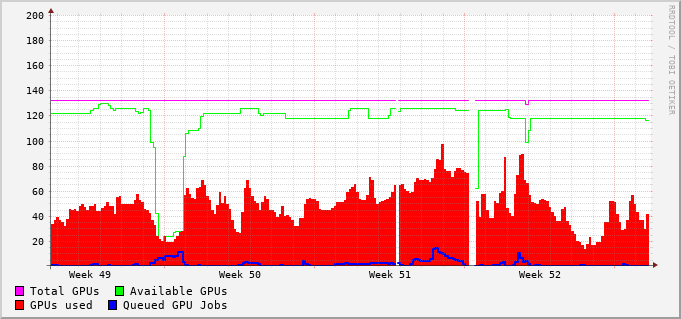 200
180
160
140
120
100
80
60
40
20
Week 49 Week 50 Week 51 Week 52
Total GPUs Available GPUs
GPUs used Queued GPU Jobs
RRDTOOL / TOBI OETIKER